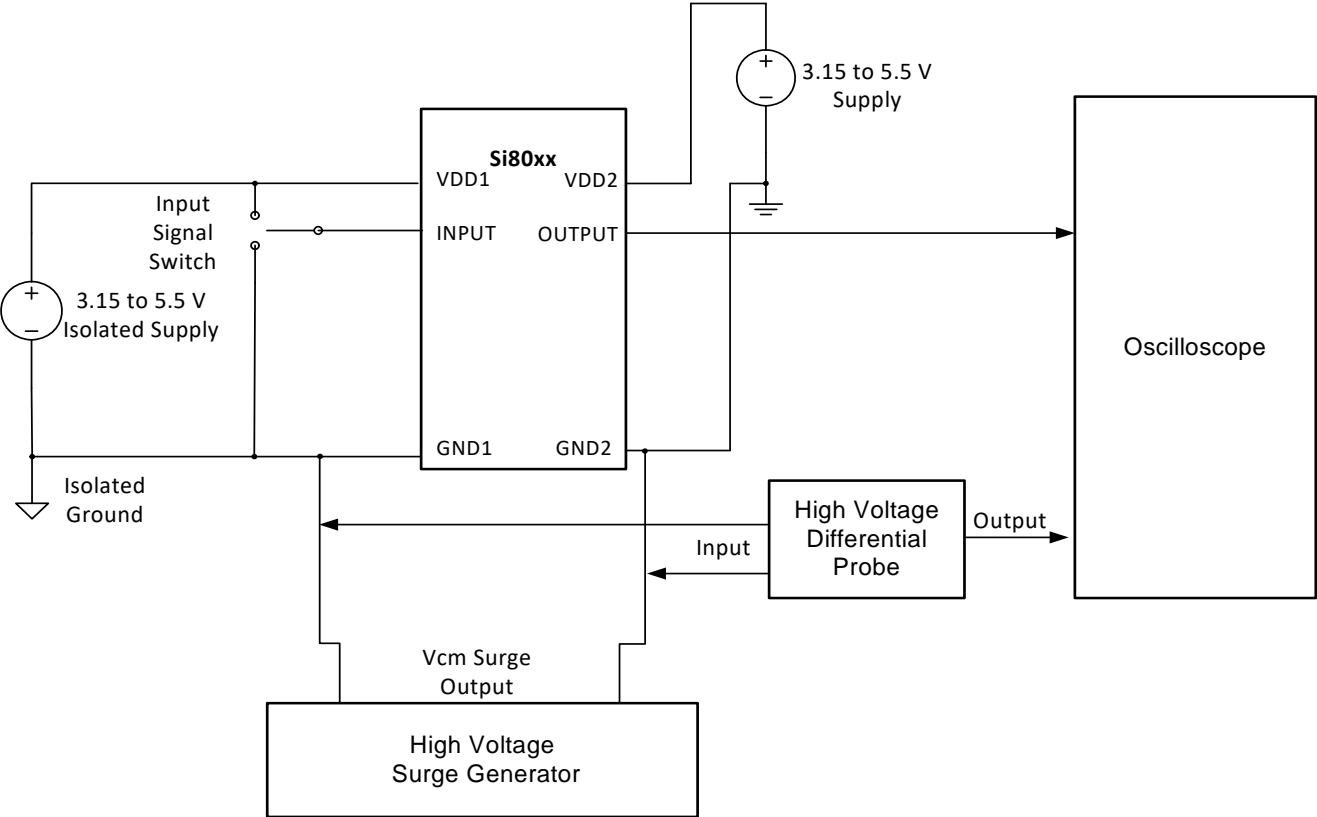 3.15 to 5.5 V
Supply
Si80xx
VDD1
VDD2
Input
Signal
Switch
INPUT
OUTPUT
+
−
3.15 to 5.5 V
Isolated Supply
+
−
Oscilloscope
GND1
GND2
Isolated
Ground
High Voltage
Differential
Probe
Input
Output
Vcm Surge
Output
High Voltage
Surge Generator